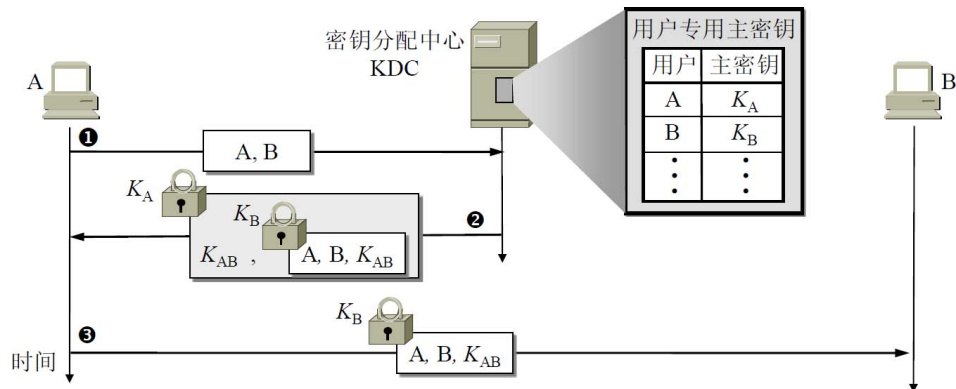 密钥分配中心
KDC
用户专用主密钥
用户 主密钥
A K_A
B K_B
⋮ ⋮
A
B
❶
A, B
K_A
K_B
❷
K_AB , A, B, K_AB
K_B
❸
A, B, K_AB
时间